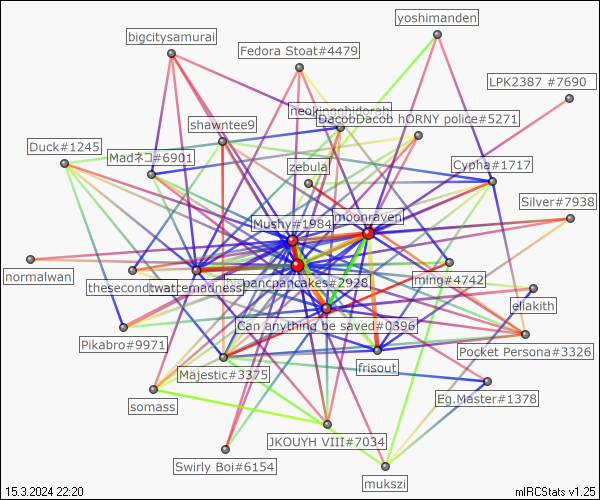 yoshimanden
bigcitysamurai
Fedora Stoat#4479
LPK2387 #7690
neokingghidorah
DacobDacob hORNY police#5271
shawntee9
Duck#1245
Madネコ#6901
zebula
Cypha#1717
Silver#7938
moonraven
Mushy#1984
normalwan
ming#4742
thesecondtwatcemadness
pancpancakes#2928
eliakith
Can anything be saved#0396
Pikabro#9971
Pocket Persona#3326
frisout
Majestic#3375
Eg.Master#1378
somass
JKOUYH VIII#7034
Swirly Boi#6154
mukszi
15.3.2024 22:20
mIRCStats v1.25